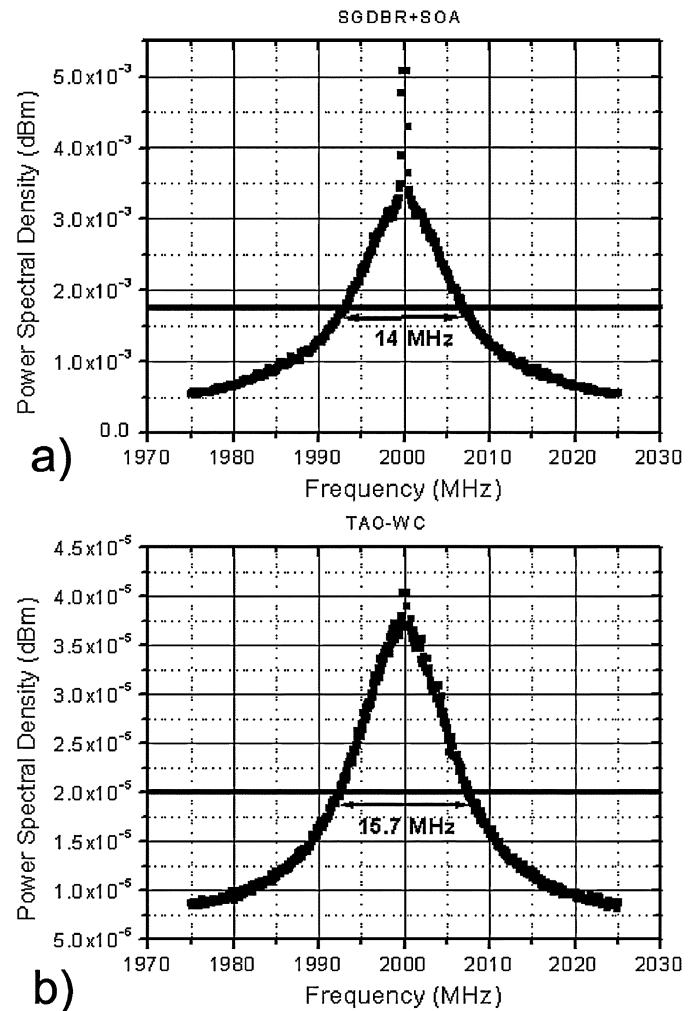 SGDBR+SOA
Power Spectral Density (dBm)
5.0x10⁻³
4.0x10⁻³
3.0x10⁻³
2.0x10⁻³
1.0x10⁻³
0.0
14 MHz
a)
1970 1980 1990 2000 2010 2020 2030
Frequency (MHz)
TAO-WC
Power Spectral Density (dBm)
4.5x10⁻⁵
4.0x10⁻⁵
3.5x10⁻⁵
3.0x10⁻⁵
2.5x10⁻⁵
2.0x10⁻⁵
1.5x10⁻⁵
1.0x10⁻⁵
5.0x10⁻⁶
15.7 MHz
b)
1970 1980 1990 2000 2010 2020 2030
Frequency (MHz)